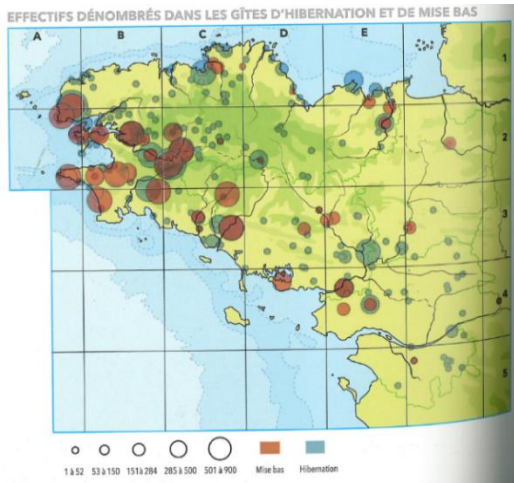 EFFECTIFS DÉNOMBRÉS DANS LES GÎTES D'HIBERNATION ET DE MISE BAS
A B C D E F
1
2
3
4
5
1 à 52 53 à 150 151 à 284 285 à 500 501 à 900 Mise bas Hibernation